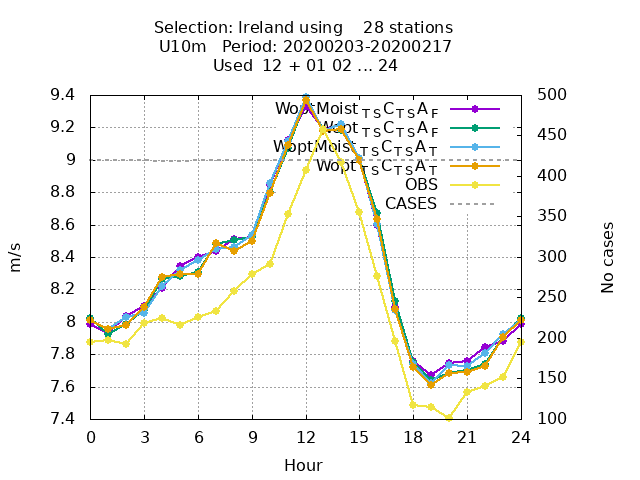 Selection: Ireland using    28 stations
U10m   Period: 20200203-20200217
Used  12 + 01 02 ... 24
WoptMoist TS C TS A F
Wopt TS C TS A F
WoptMoist TS C TS A T
Wopt TS C TS A T
OBS
CASES
9.4
9.2
9
8.8
8.6
8.4
8.2
8
7.8
7.6
7.4
500
450
400
350
300
250
200
150
100
m/s
No cases
0 3 6 9 12 15 18 21 24
Hour